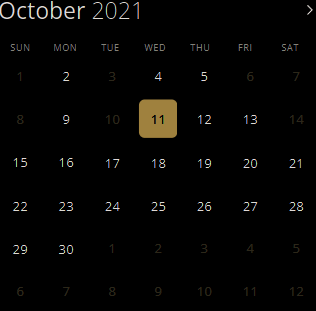 October 2021
SUN MON TUE WED THU FRI SAT
1 2 3 4 5 6 7
8 9 10 11 12 13 14
15 16 17 18 19 20 21
22 23 24 25 26 27 28
29 30 1 2 3 4 5
6 7 8 9 10 11 12